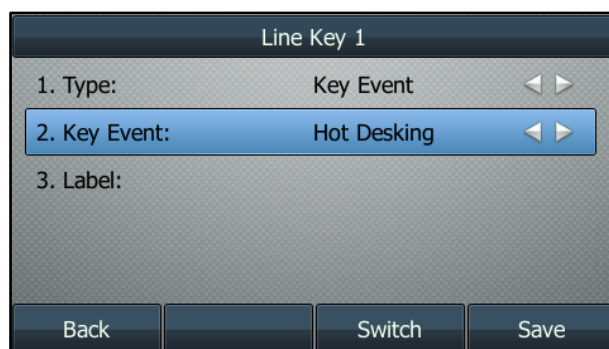 Line Key 1
1. Type: Key Event
2. Key Event: Hot Desking
3. Label:
Back Switch Save